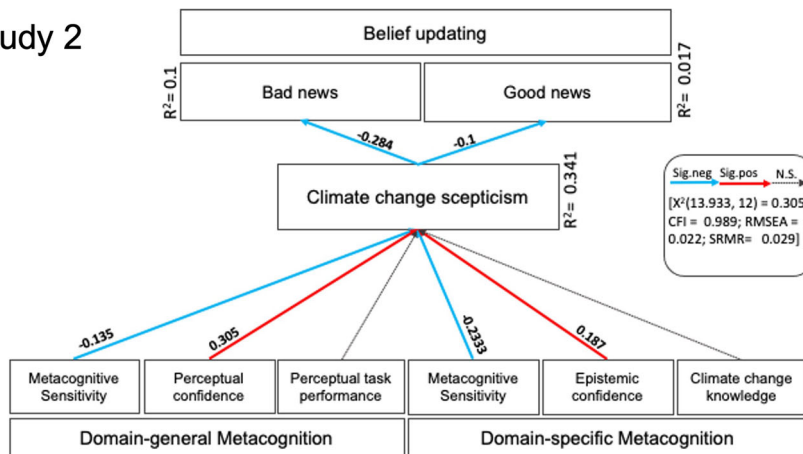 udy 2
Belief updating
R²= 0.1
Bad news
Good news
R²= 0.017
-0.284
-0.1
Climate change scepticism
R²= 0.341
Sig.neg Sig.pos N.S.
[X²(13.933, 12) = 0.305
CFI = 0.989; RMSEA =
0.022; SRMR= 0.029]
-0.135
0.305
-0.2333
0.187
Metacognitive
Sensitivity
Perceptual
confidence
Perceptual task
performance
Metacognitive
Sensitivity
Epistemic
confidence
Climate change
knowledge
Domain-general Metacognition
Domain-specific Metacognition